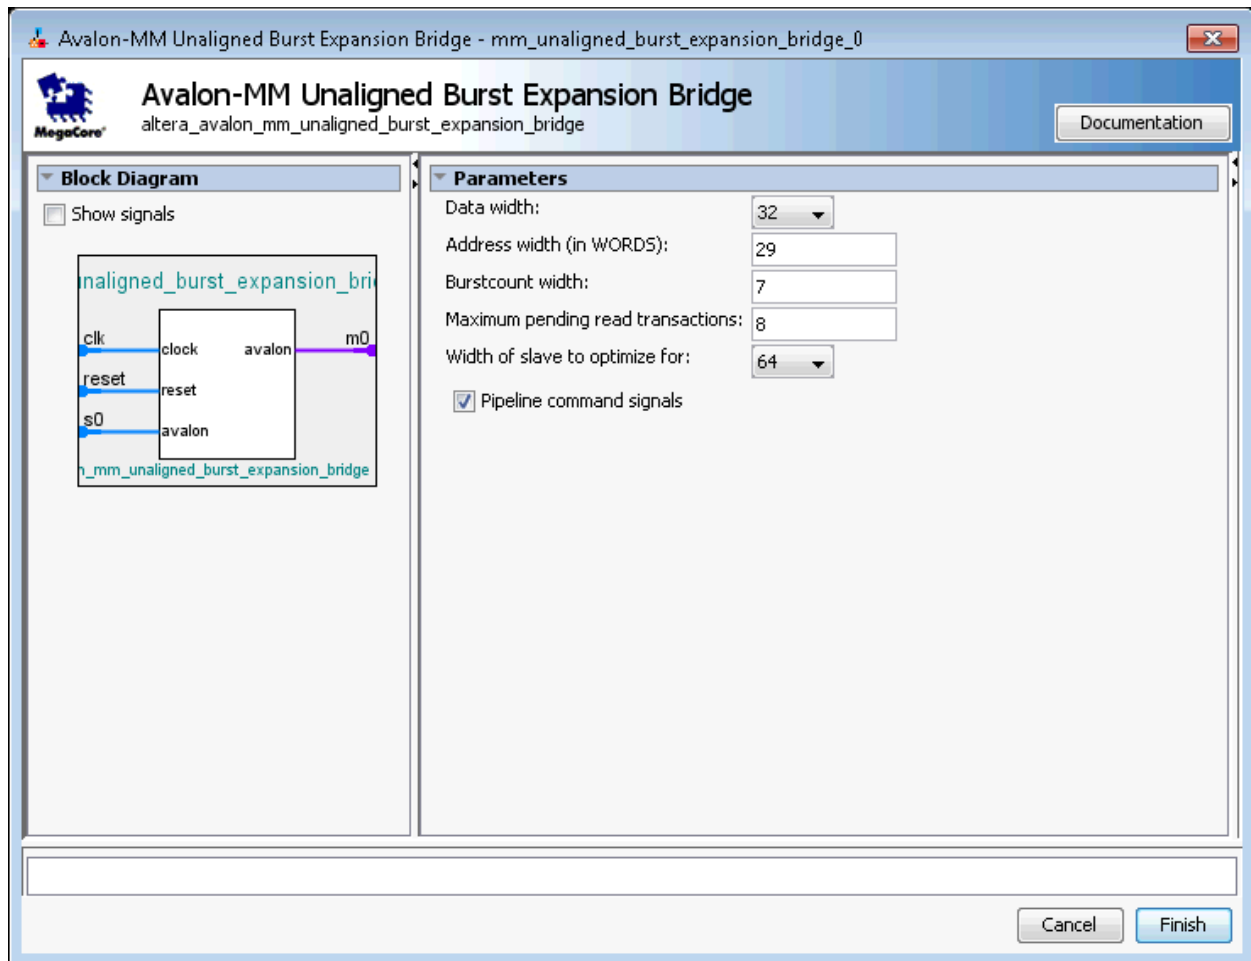 Avalon-MM Unaligned Burst Expansion Bridge - mm_unaligned_burst_expansion_bridge_0
Avalon-MM Unaligned Burst Expansion Bridge
altera_avalon_mm_unaligned_burst_expansion_bridge
MegaCore®
Documentation
Block Diagram
Show signals
unaligned_burst_expansion_bri
clk
clock
avalon
m0
reset
reset
s0
avalon
n_mm_unaligned_burst_expansion_bridge
Parameters
Data width: 32
Address width (in WORDS): 29
Burstcount width: 7
Maximum pending read transactions: 8
Width of slave to optimize for: 64
Pipeline command signals
Cancel
Finish